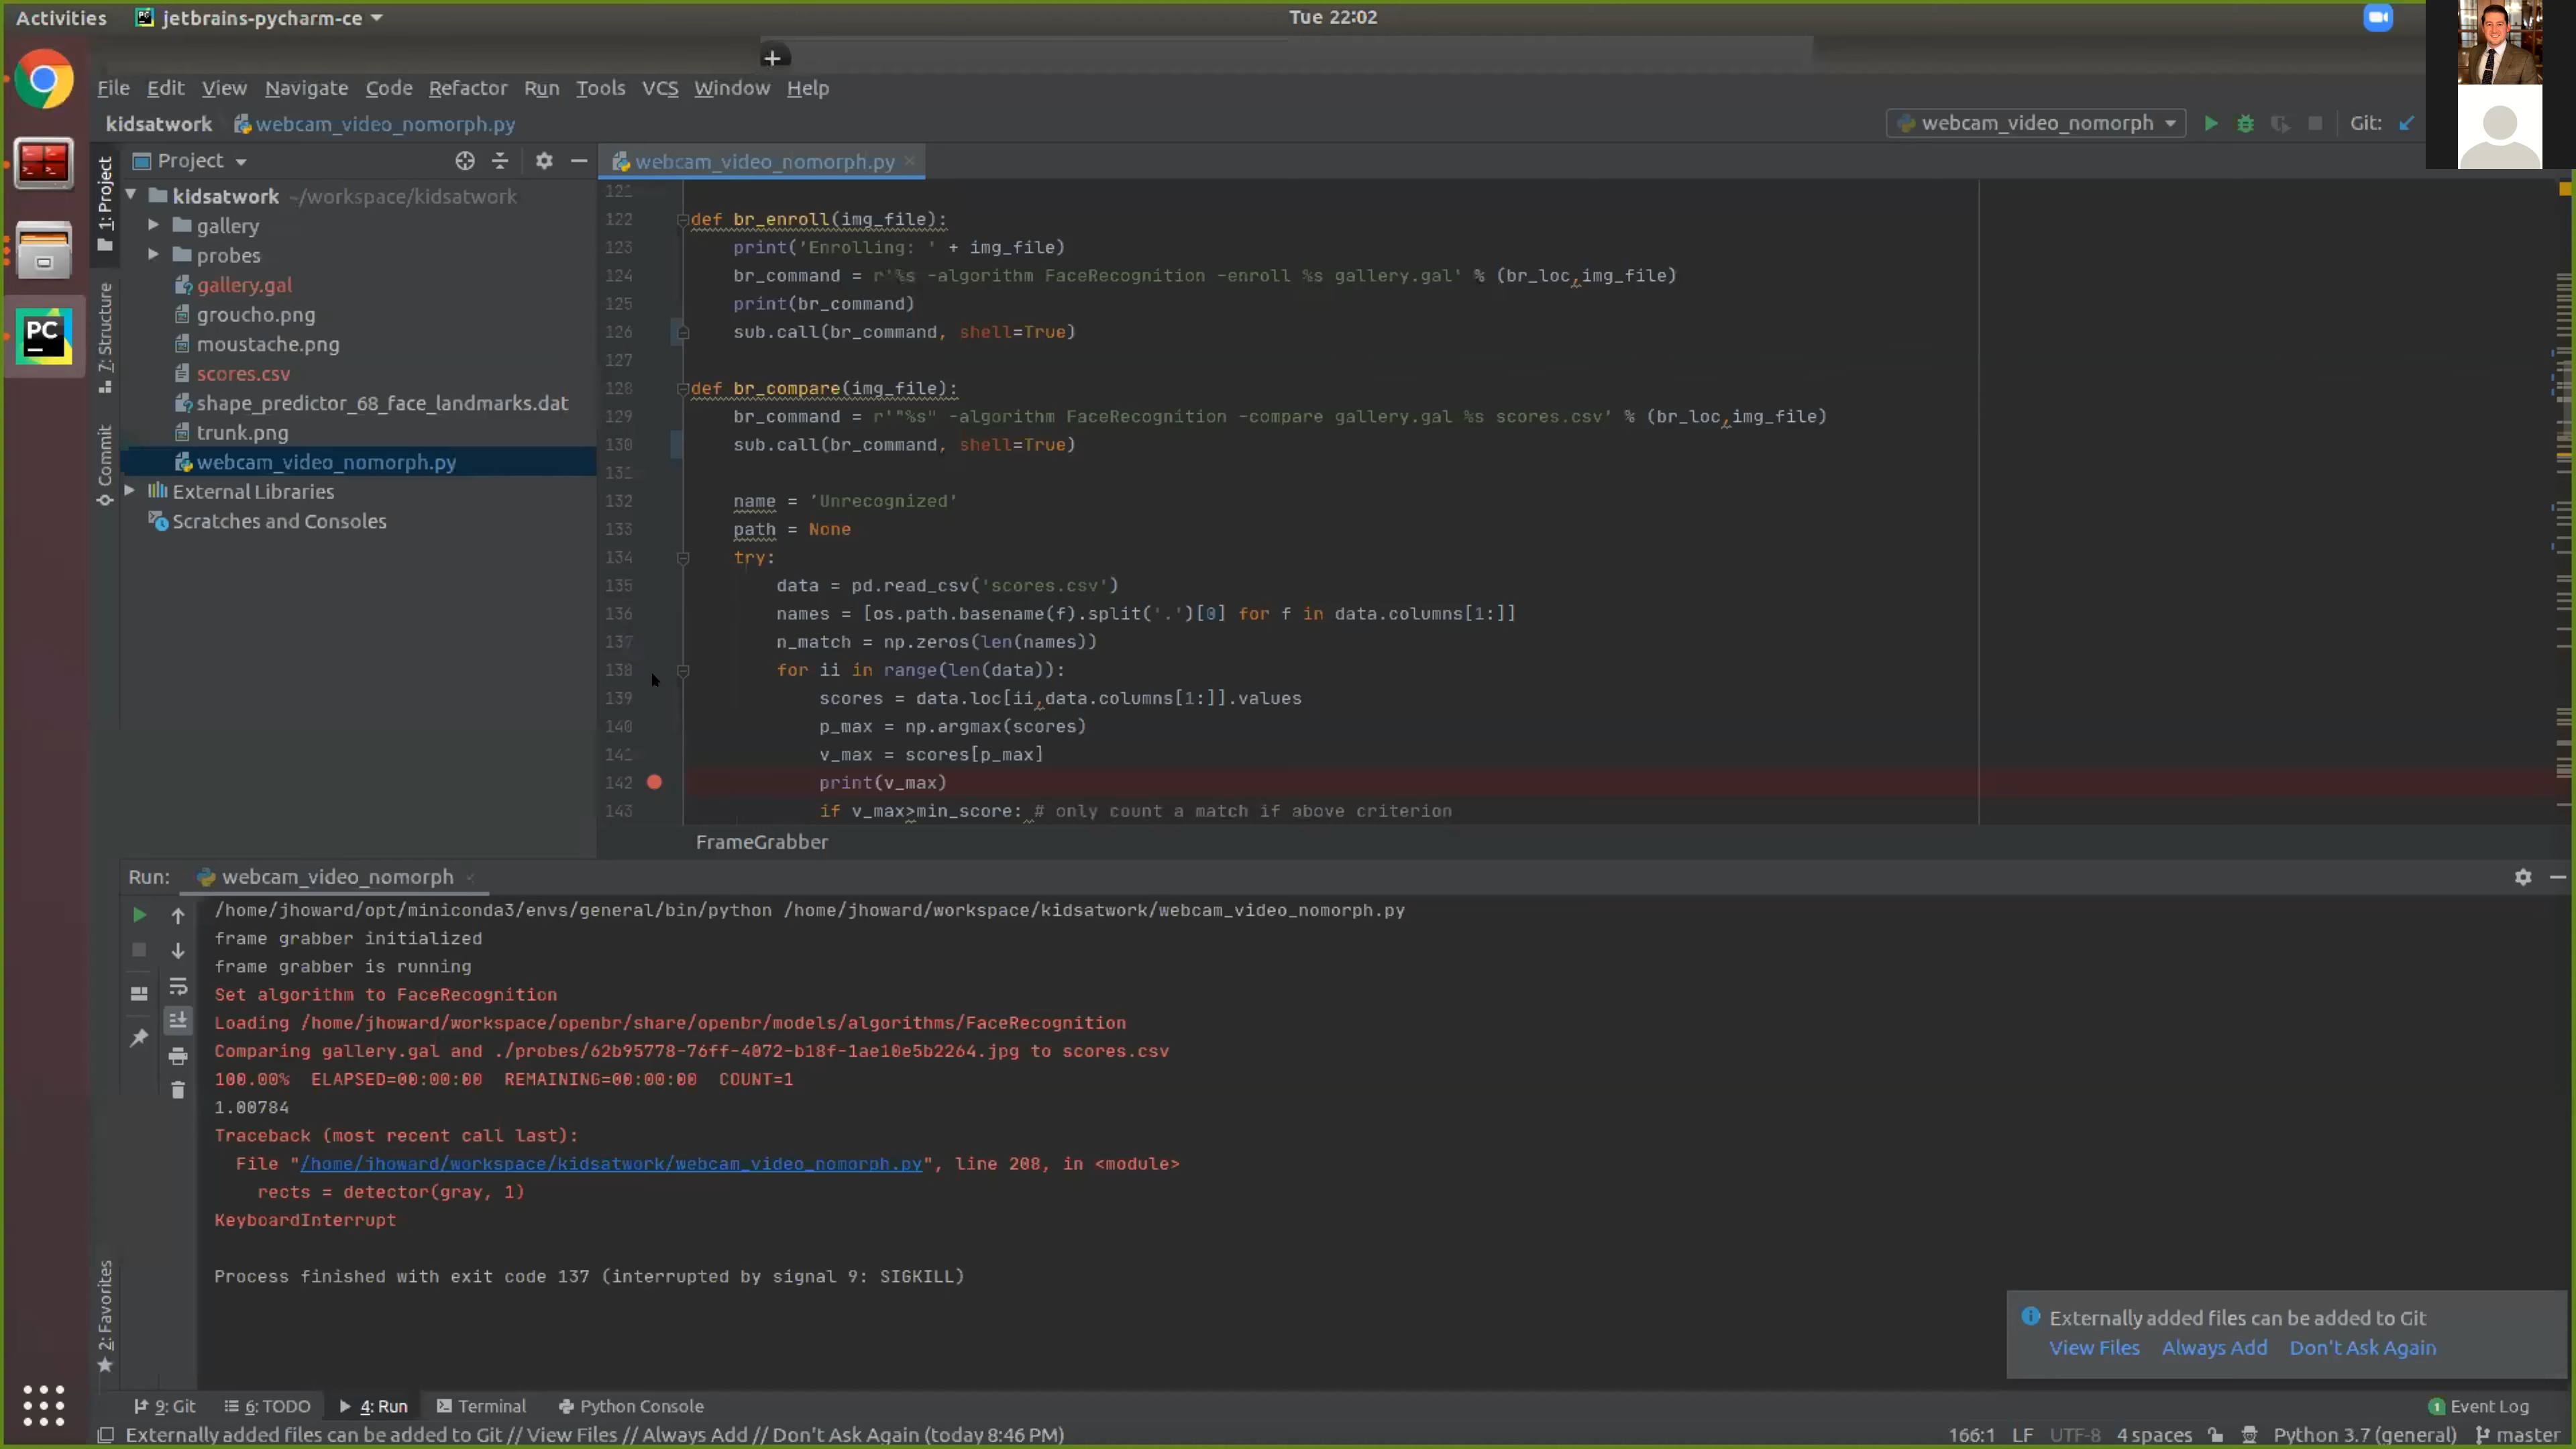 Activities jetbrains-pycharm-ce Tue 22:02
File Edit View Navigate Code Refactor Run Tools VCS Window Help
kidsatwork webcam_video_nomorph.py webcam_video_nomorph Git:
1: Project
7: Structure
Commit
2: Favorites
Project
kidsatwork ~/workspace/kidsatwork
gallery
probes
gallery.gal
groucho.png
moustache.png
scores.csv
shape_predictor_68_face_landmarks.dat
trunk.png
webcam_video_nomorph.py
External Libraries
Scratches and Consoles
PC
webcam_video_nomorph.py
121
122 def br_enroll(img_file):
123 print('Enrolling: ' + img_file)
124 br_command = r'%s -algorithm FaceRecognition -enroll %s gallery.gal' % (br_loc,img_file)
125 print(br_command)
126 sub.call(br_command, shell=True)
127
128 def br_compare(img_file):
129 br_command = r'"%s" -algorithm FaceRecognition -compare gallery.gal %s scores.csv' % (br_loc,img_file)
130 sub.call(br_command, shell=True)
131
132 name = 'Unrecognized'
133 path = None
134 try:
135 data = pd.read_csv('scores.csv')
136 names = [os.path.basename(f).split('.')[0] for f in data.columns[1:]]
137 n_match = np.zeros(len(names))
138 for ii in range(len(data)):
139 scores = data.loc[ii,data.columns[1:]].values
140 p_max = np.argmax(scores)
141 v_max = scores[p_max]
142 print(v_max)
143 if v_max>min_score: # only count a match if above criterion
FrameGrabber
Run: webcam_video_nomorph
/home/jhoward/opt/miniconda3/envs/general/bin/python /home/jhoward/workspace/kidsatwork/webcam_video_nomorph.py
frame grabber initialized
frame grabber is running
Set algorithm to FaceRecognition
Loading /home/jhoward/workspace/openbr/share/openbr/models/algorithms/FaceRecognition
Comparing gallery.gal and ./probes/62b95778-76ff-4072-b18f-1ae10e5b2264.jpg to scores.csv
100.00% ELAPSED=00:00:00 REMAINING=00:00:00 COUNT=1
1.00784
Traceback (most recent call last):
File "/home/jhoward/workspace/kidsatwork/webcam_video_nomorph.py", line 208, in <module>
rects = detector(gray, 1)
KeyboardInterrupt
Process finished with exit code 137 (interrupted by signal 9: SIGKILL)
Externally added files can be added to Git
View Files Always Add Don't Ask Again
9: Git 6: TODO 4: Run Terminal Python Console 1 Event Log
Externally added files can be added to Git // View Files // Always Add // Don't Ask Again (today 8:46 PM) 166:1 LF UTF-8 4 spaces Python 3.7 (general) master